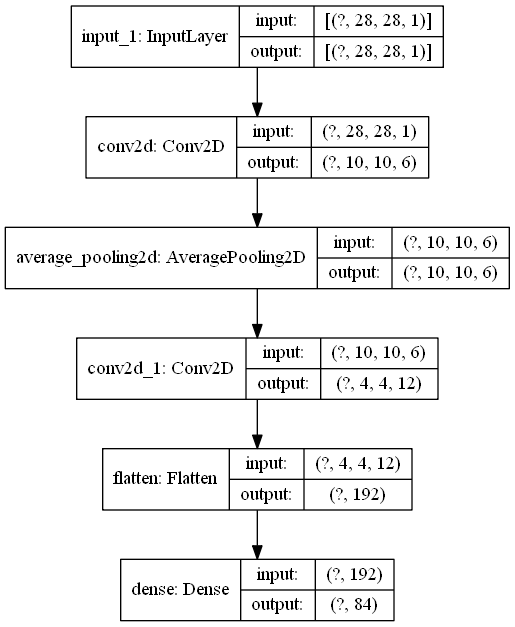 input_1: InputLayer
input: [(?, 28, 28, 1)]
output: [(?, 28, 28, 1)]
conv2d: Conv2D
input: (?, 28, 28, 1)
output: (?, 10, 10, 6)
average_pooling2d: AveragePooling2D
input: (?, 10, 10, 6)
output: (?, 10, 10, 6)
conv2d_1: Conv2D
input: (?, 10, 10, 6)
output: (?, 4, 4, 12)
flatten: Flatten
input: (?, 4, 4, 12)
output: (?, 192)
dense: Dense
input: (?, 192)
output: (?, 84)